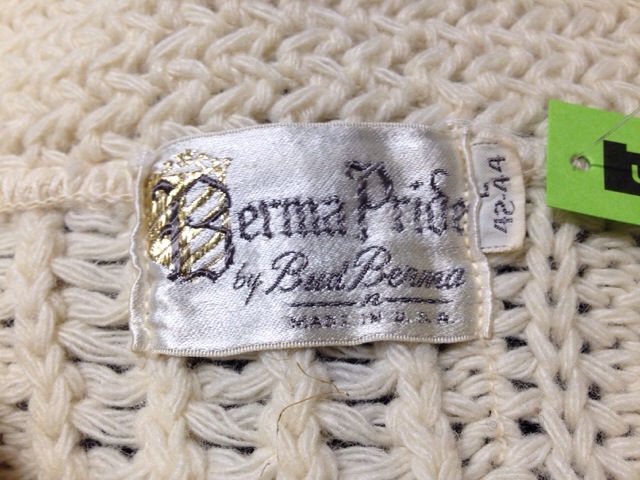 Berma Pride
by Bud Berma
MADE IN U.S.A.
L
42-44